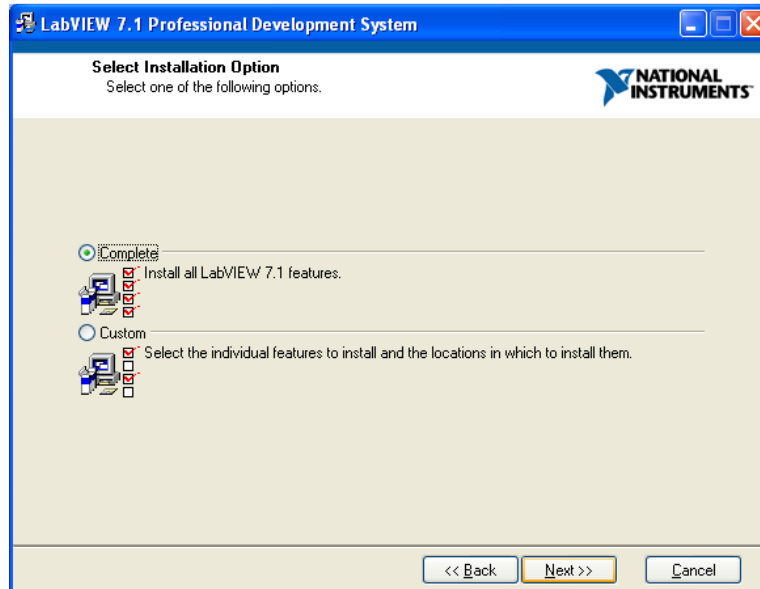 LabVIEW 7.1 Professional Development System
Select Installation Option
Select one of the following options.
NATIONAL
INSTRUMENTS™
Complete
Install all LabVIEW 7.1 features.
Custom
Select the individual features to install and the locations in which to install them.
<< Back
Next >>
Cancel